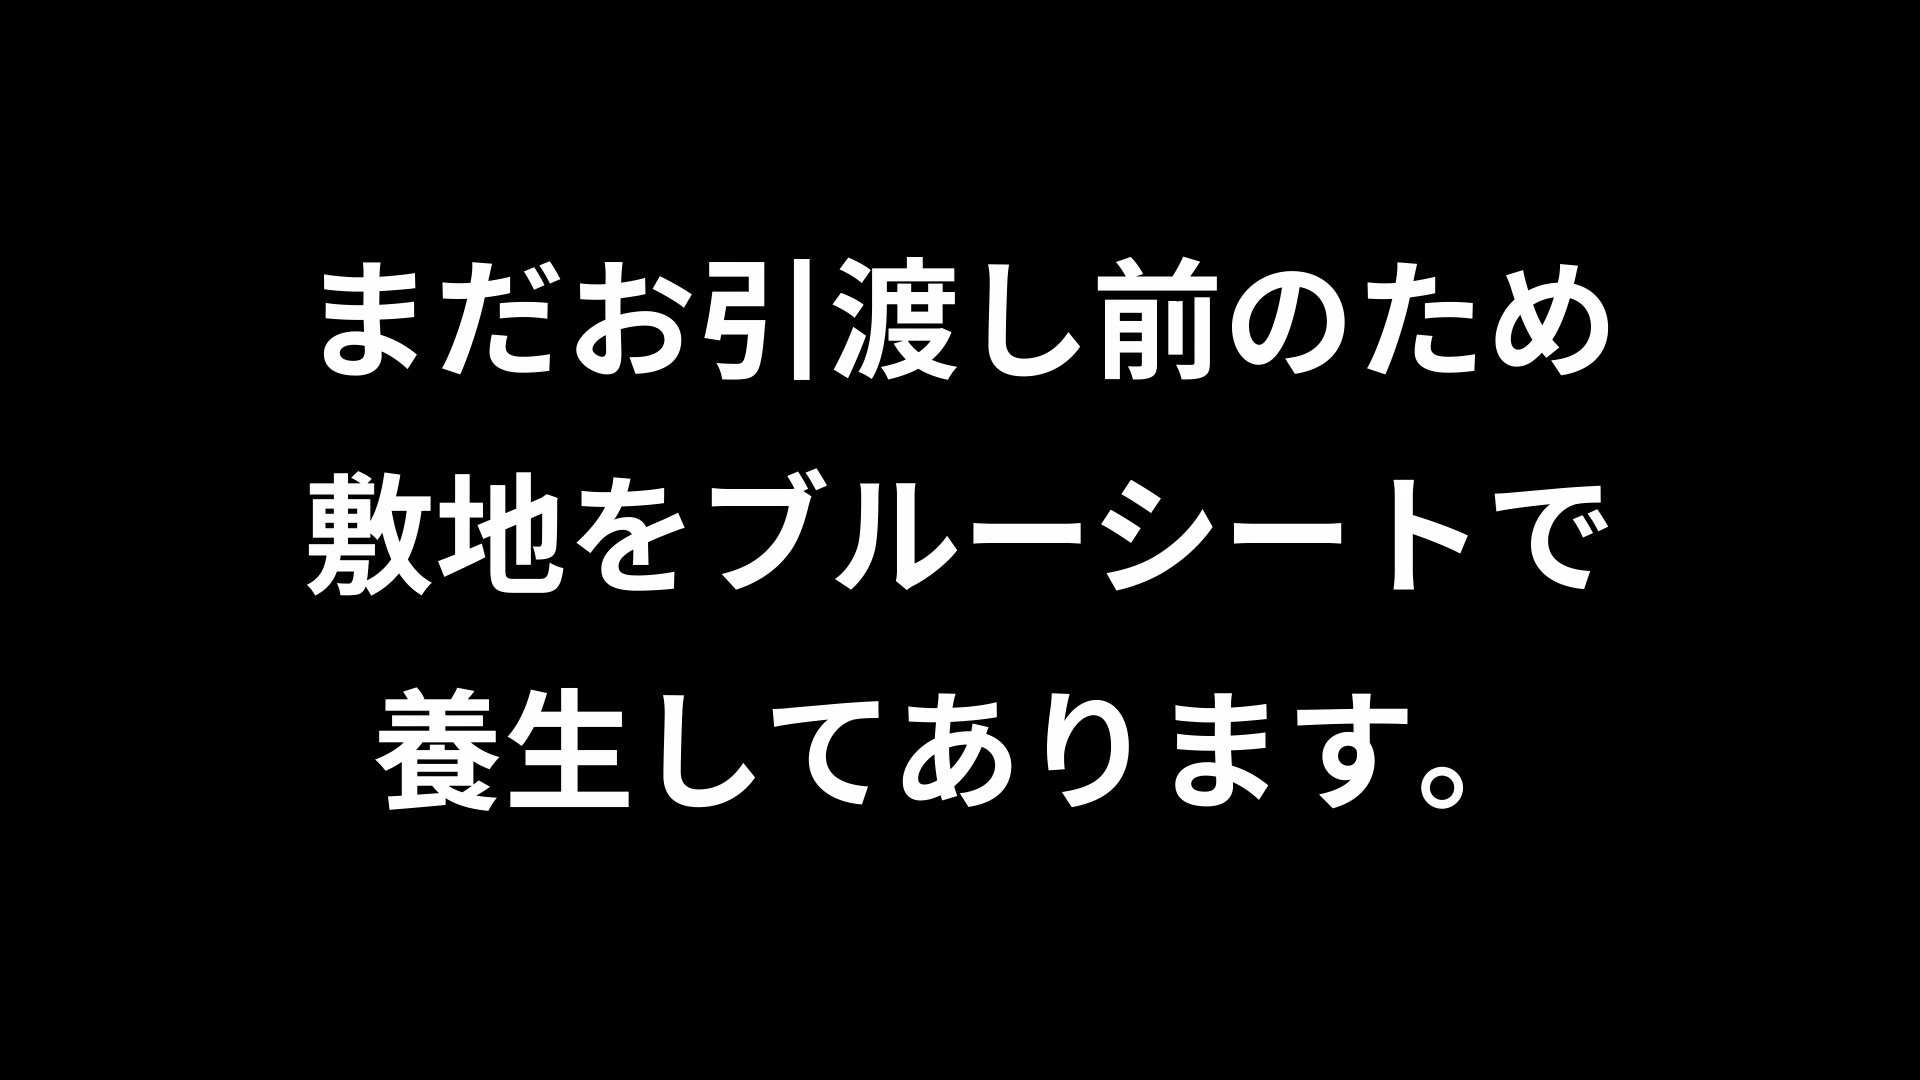 まだお引渡し前のため
敷地をブルーシートで
養生してあります。